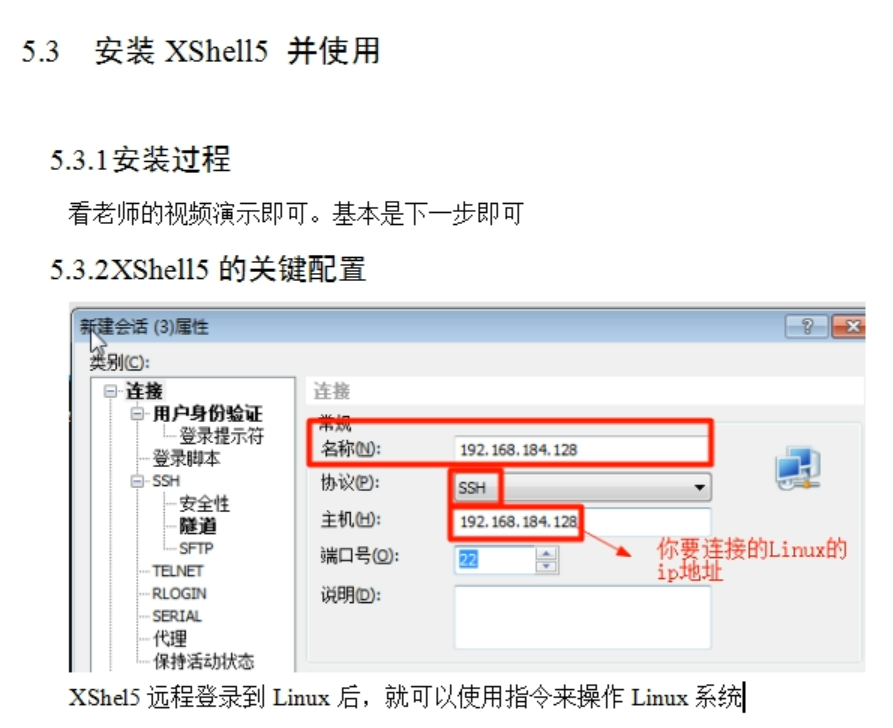 5.3 安装 XShell5 并使用
5.3.1安装过程
看老师的视频演示即可。基本是下一步即可
5.3.2XShell5 的关键配置
新建会话 (3)属性
类别(C):
连接
用户身份验证
登录提示符
登录脚本
SSH
安全性
隧道
SFTP
TELNET
RLOGIN
SERIAL
代理
保持活动状态
连接
常规
名称(N): 192.168.184.128
协议(P): SSH
主机(H): 192.168.184.128
端口号(O): 22
说明(D):
你要连接的Linux的
ip地址
XShel5 远程登录到 Linux 后，就可以使用指令来操作 Linux 系统